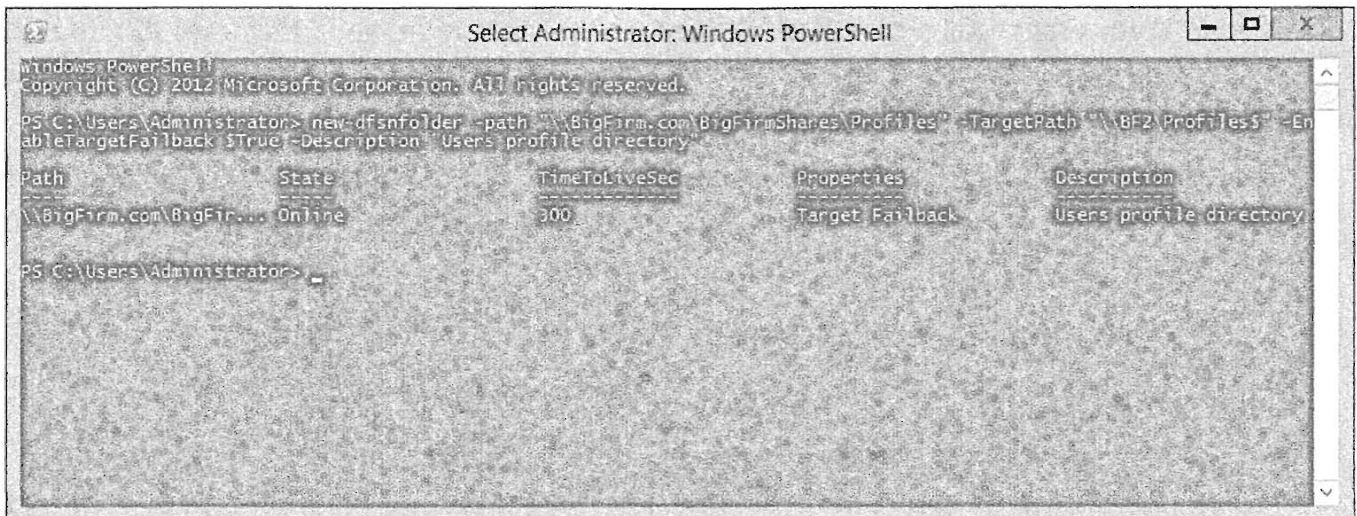 Select Administrator: Windows PowerShell
Windows PowerShell
Copyright (C) 2012 Microsoft Corporation. All rights reserved.
PS C:\Users\Administrator> new-dfsnfolder -path "\\BigFirm.com\BigFirmShares\Profiles" -TargetPath "\\BF2\Profiles$" -En
ableTargetFailback $True -Description "Users profile directory"
Path State TimeToLiveSec Properties Description
---- ----- ------------- ---------- -----------
\\BigFirm.com\BigFir... Online 300 Target Failback Users profile directory
PS C:\Users\Administrator> _